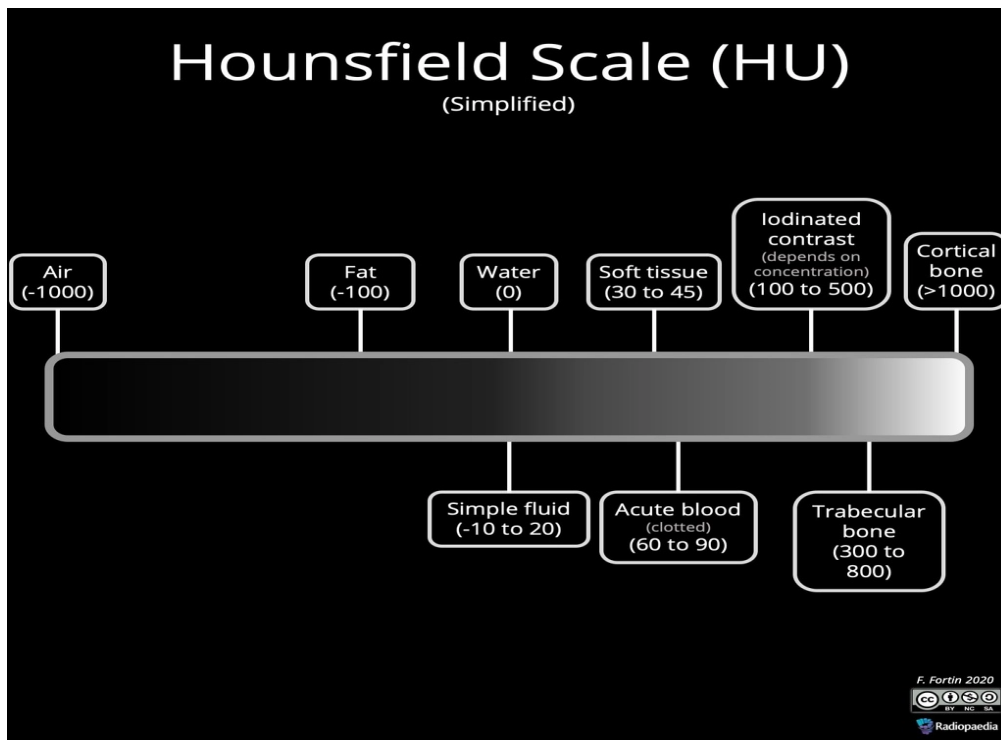 Hounsfield Scale (HU)
(Simplified)
Air
(-1000)
Fat
(-100)
Water
(0)
Soft tissue
(30 to 45)
Iodinated
contrast
(depends on
concentration)
(100 to 500)
Cortical
bone
(>1000)
Simple fluid
(-10 to 20)
Acute blood
(clotted)
(60 to 90)
Trabecular
bone
(300 to
800)
F. Fortin 2020
cc
BY NC SA
Radiopaedia